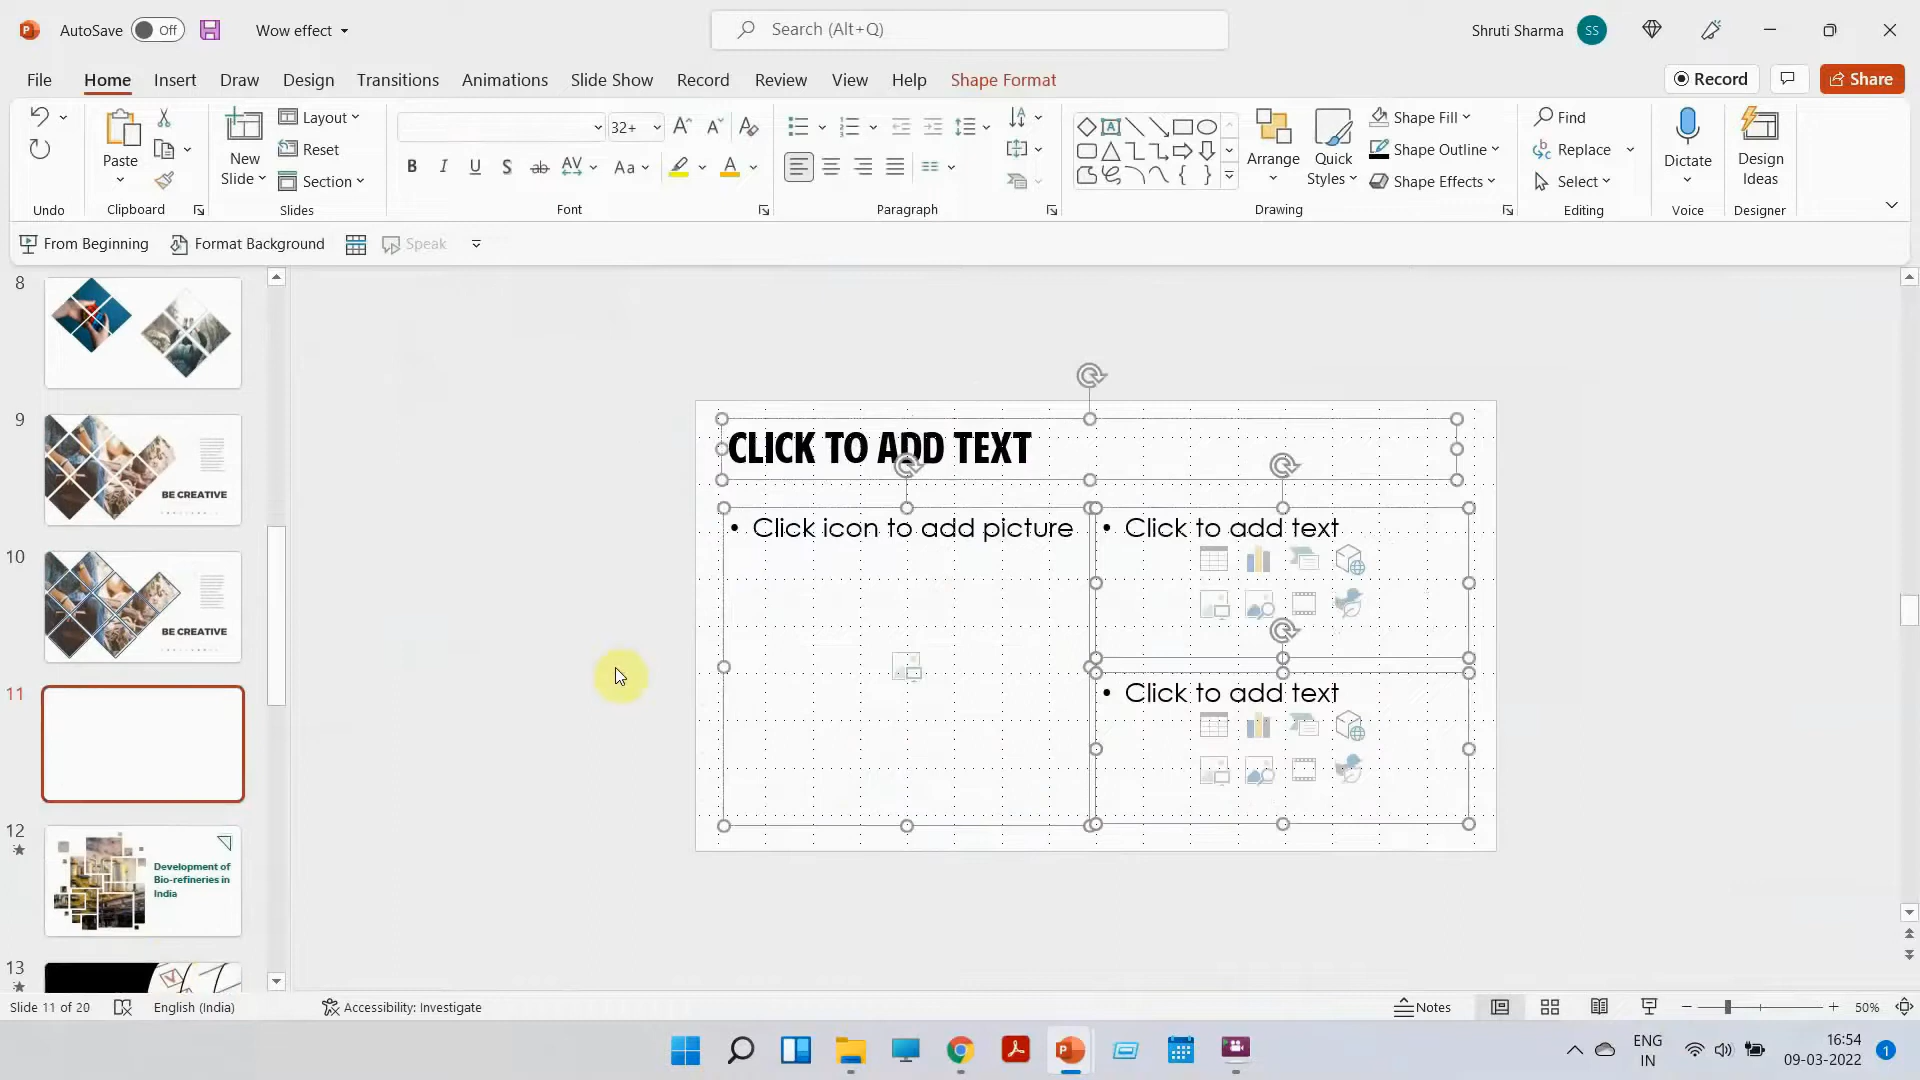 AutoSave Off Wow effect Search (Alt+Q) Shruti Sharma SS
File Home Insert Draw Design Transitions Animations Slide Show Record Review View Help Shape Format Record Share
Paste New Slide Layout Reset Section 32+ Arrange Quick Styles Shape Fill Shape Outline Shape Effects Find Replace Select Dictate Design Ideas
B I U S ab AV Aa A
Undo Clipboard Slides Font Paragraph Drawing Editing Voice Designer
From Beginning Format Background Speak
8
9
BE CREATIVE
10
BE CREATIVE
11
12
Development of
Bio-refineries in
India
13
CLICK TO ADD TEXT
• Click icon to add picture
• Click to add text
• Click to add text
Slide 11 of 20 English (India) Accessibility: Investigate Notes 50%
ENG
IN
16:54
09-03-2022
1